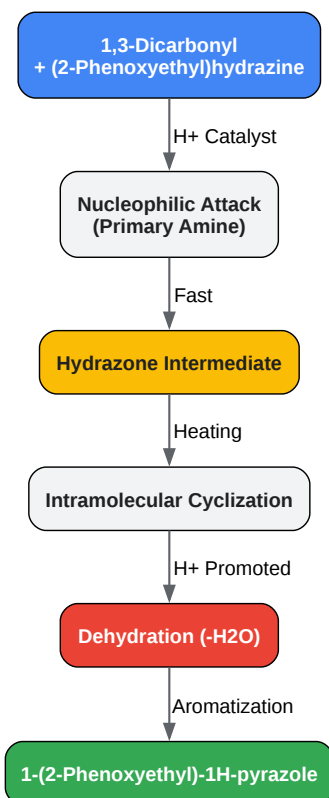 1,3-Dicarbonyl
+ (2-Phenoxyethyl)hydrazine
H+ Catalyst
Nucleophilic Attack
(Primary Amine)
Fast
Hydrazone Intermediate
Heating
Intramolecular Cyclization
H+ Promoted
Dehydration (-H2O)
Aromatization
1-(2-Phenoxyethyl)-1H-pyrazole